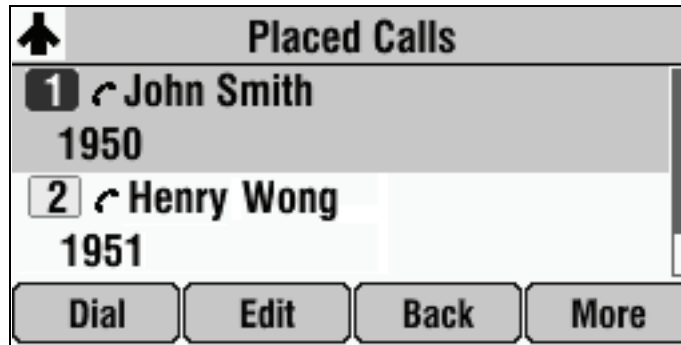 Placed Calls
1 John Smith
1950
2 Henry Wong
1951
Dial Edit Back More